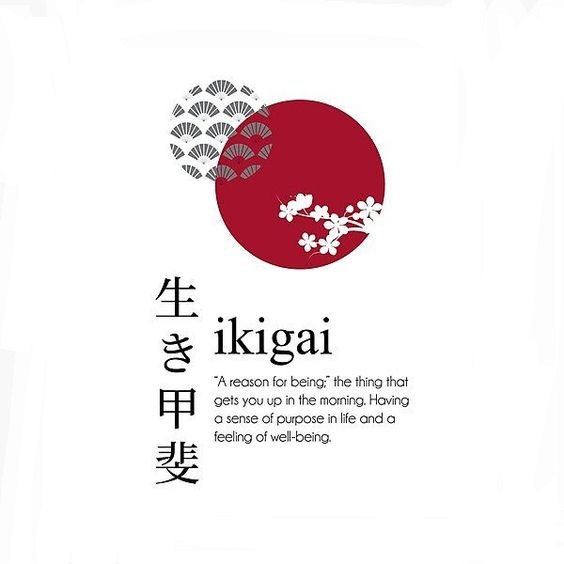 生き甲斐
ikigai
"A reason for being;" the thing that
gets you up in the morning. Having
a sense of purpose in life and a
feeling of well-being.